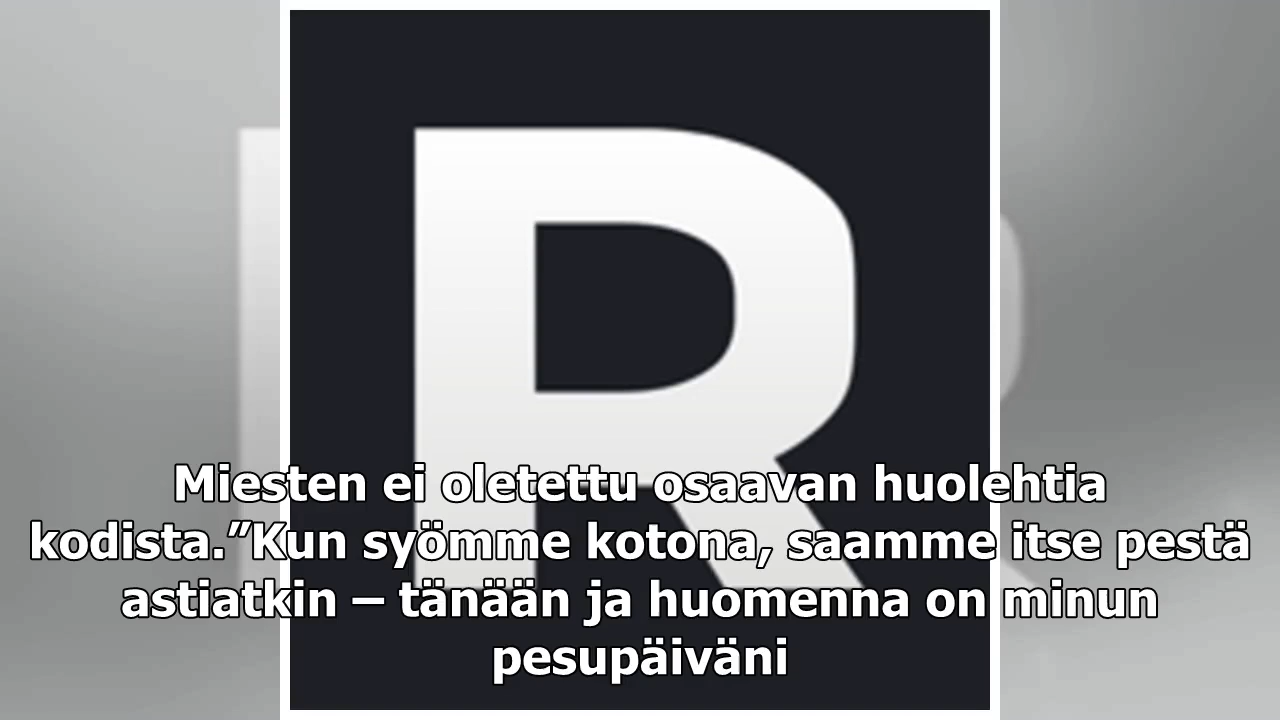 R
Miesten ei oletettu osaavan huolehtia
kodista.”Kun syömme kotona, saamme itse pestä
astiatkin – tänään ja huomenna on minun
pesupäiväni